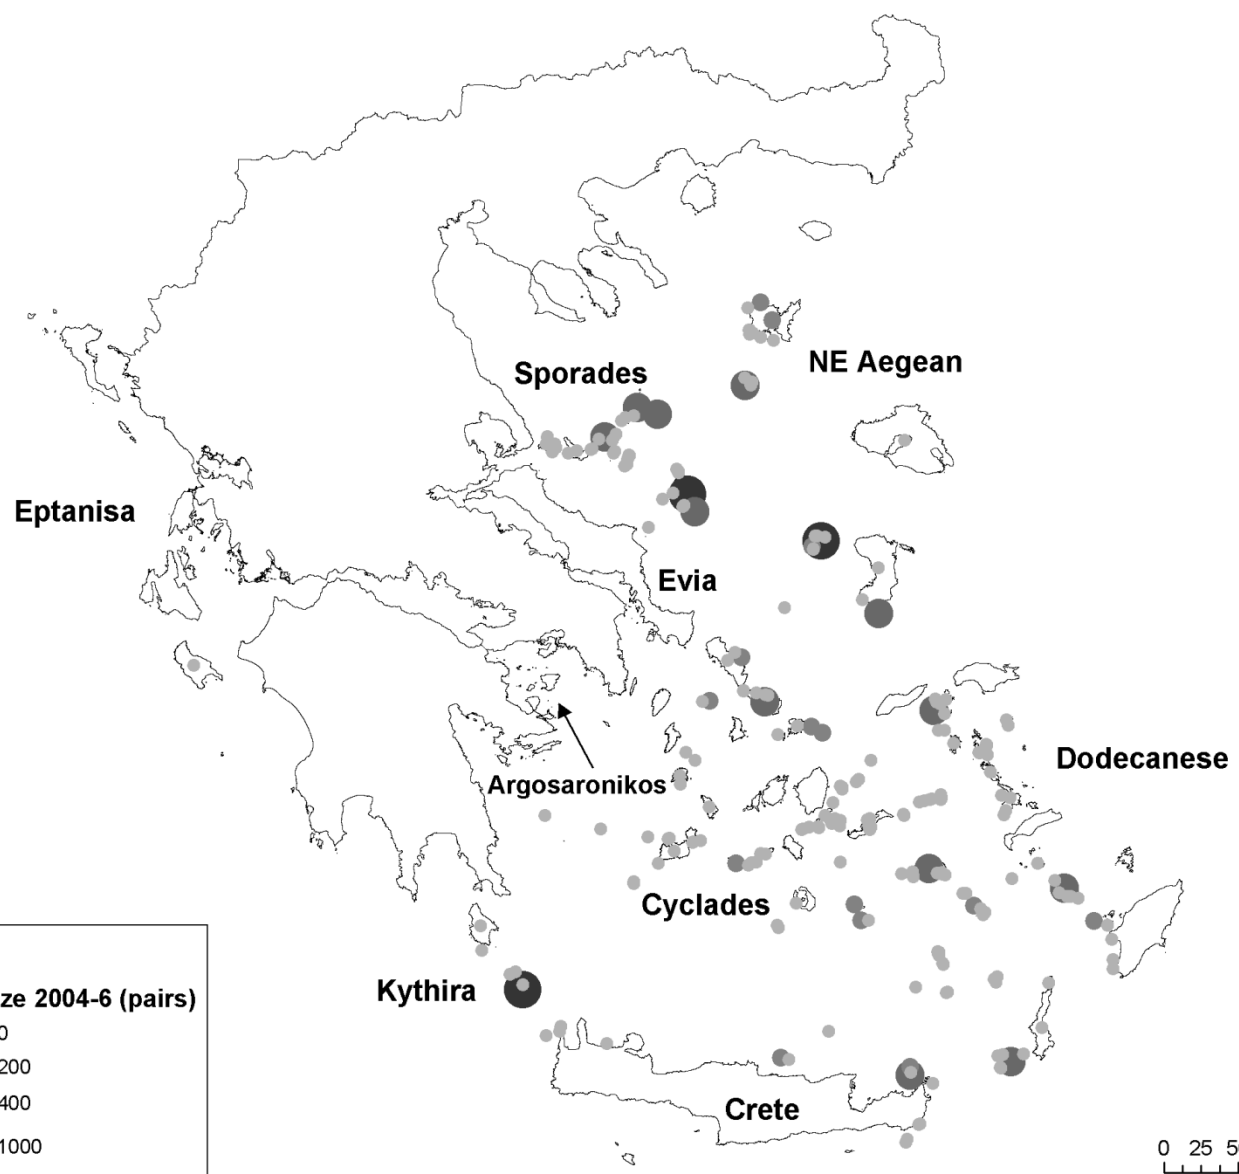 Sporades
NE Aegean
Eptanisa
Evia
Argosaronikos
Dodecanese
Cyclades
Kythira
Crete
ze 2004-6 (pairs)
0
200
400
1000
0 25 50